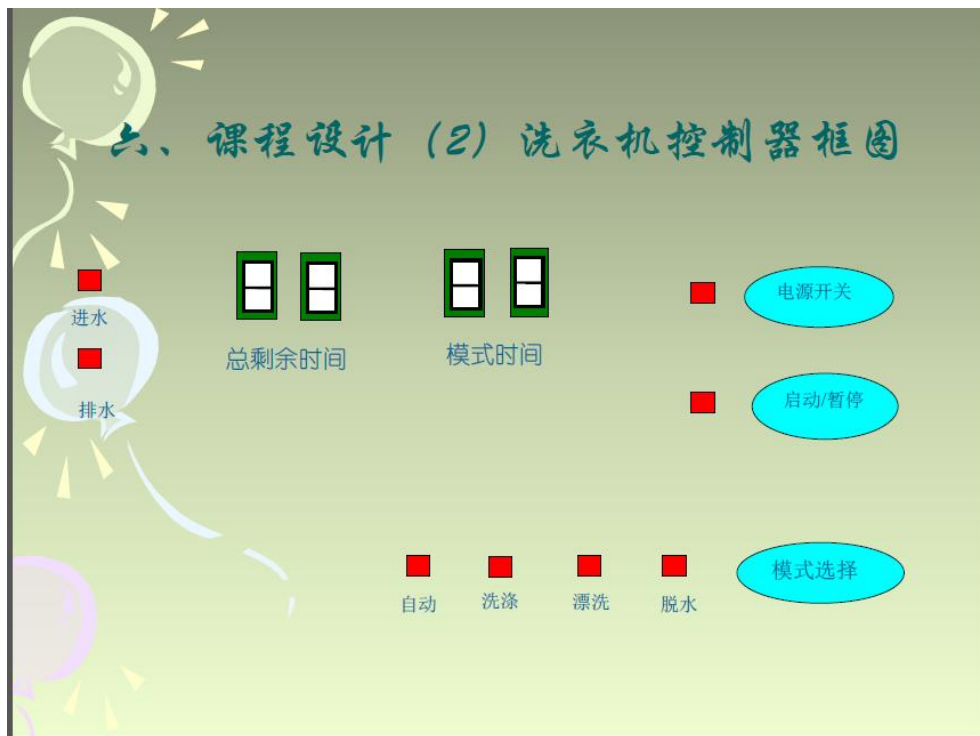 六、课程设计（2）洗衣机控制器框图
进水
排水
总剩余时间
模式时间
电源开关
启动/暂停
自动
洗涤
漂洗
脱水
模式选择